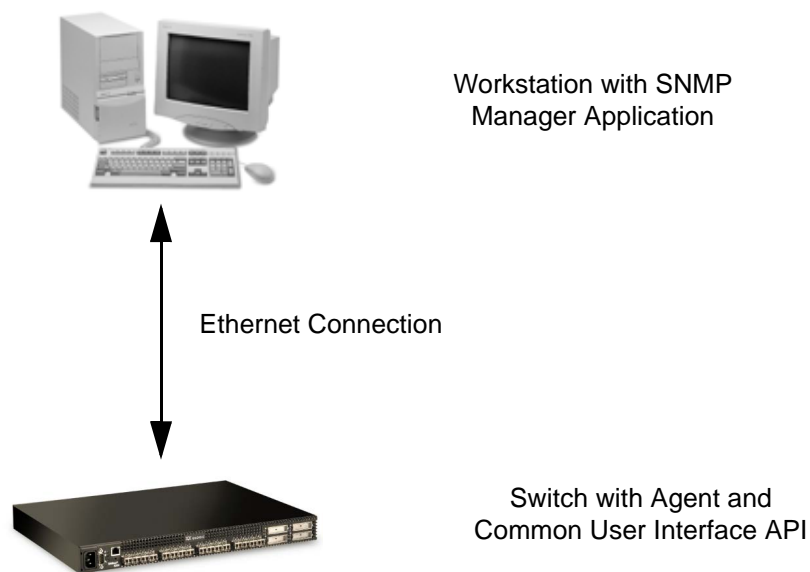 Workstation with SNMP
Manager Application
Ethernet Connection
Switch with Agent and
Common User Interface API